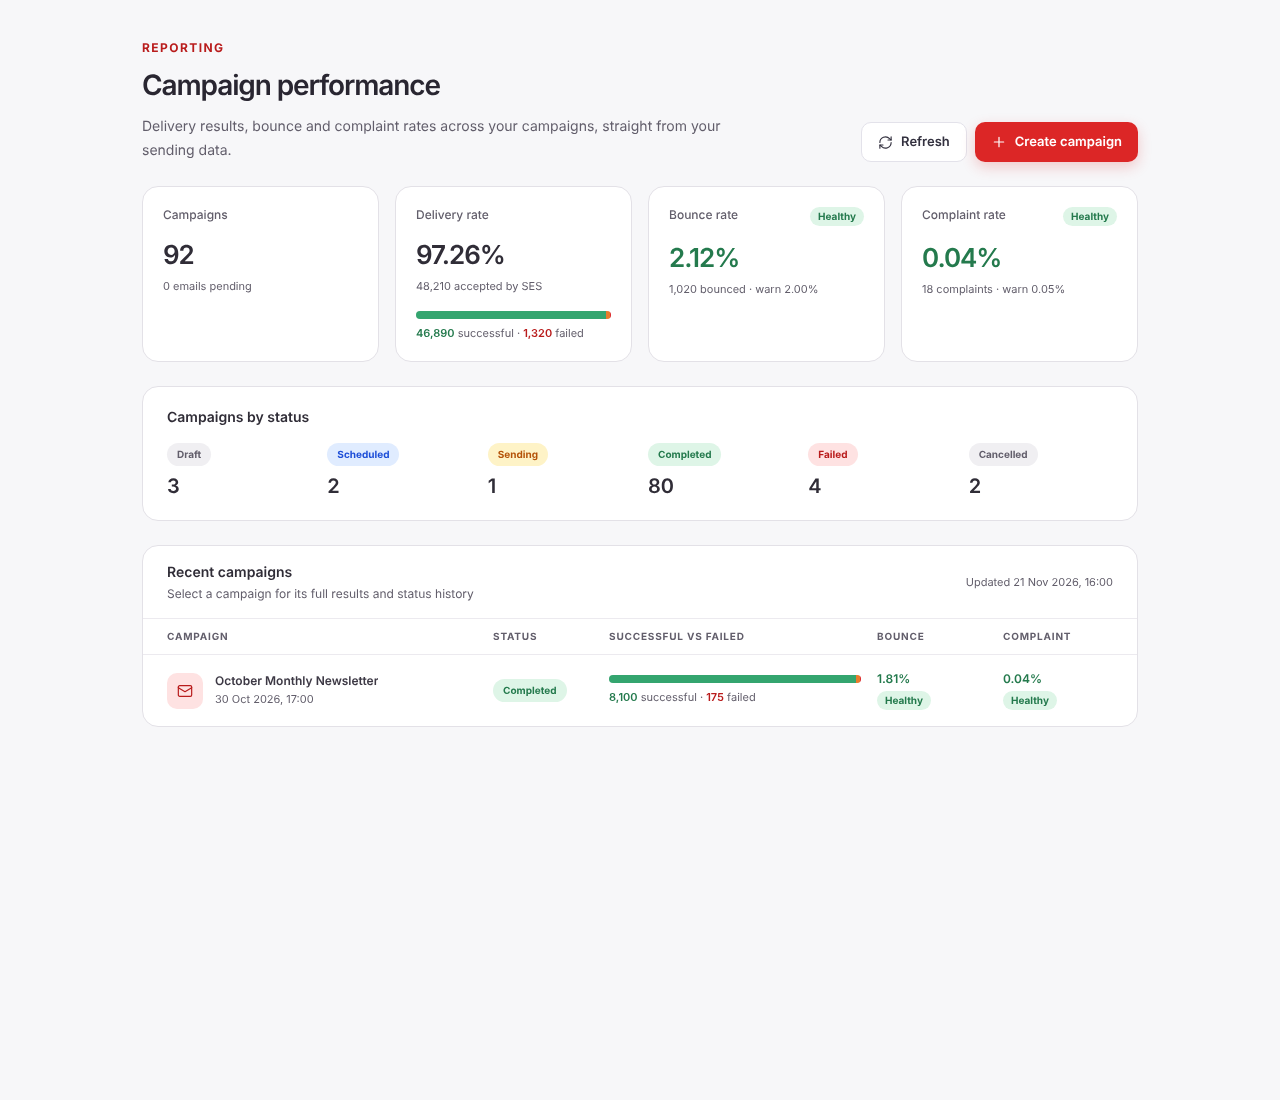 REPORTING
Campaign performance
Delivery results, bounce and complaint rates across your campaigns, straight from your
sending data.
Refresh
Create campaign
Campaigns
92
0 emails pending
Delivery rate
97.26%
48,210 accepted by SES
46,890 successful · 1,320 failed
Bounce rate
Healthy
2.12%
1,020 bounced · warn 2.00%
Complaint rate
Healthy
0.04%
18 complaints · warn 0.05%
Campaigns by status
Draft
3
Scheduled
2
Sending
1
Completed
80
Failed
4
Cancelled
2
Recent campaigns
Select a campaign for its full results and status history
Updated 21 Nov 2026, 16:00
CAMPAIGN STATUS SUCCESSFUL VS FAILED BOUNCE COMPLAINT
October Monthly Newsletter
30 Oct 2026, 17:00
Completed
8,100 successful · 175 failed
1.81%
Healthy
0.04%
Healthy